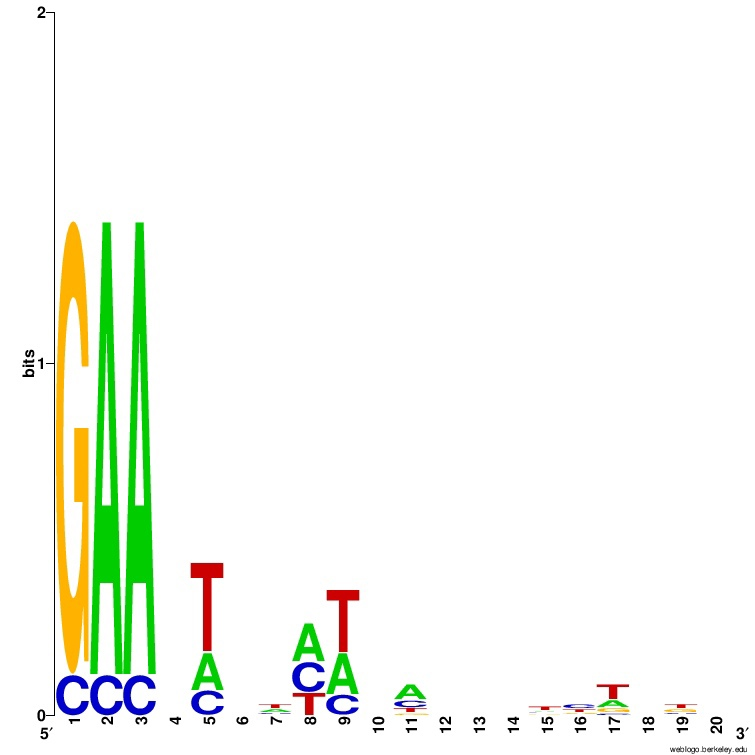 2
1
bits
0
G A A T A T
A A C A T A T
C C C C T C C T
5′ 1 2 3 4 5 6 7 8 9 10 11 12 13 14 15 16 17 18 19 20 3′
weblogo.berkeley.edu